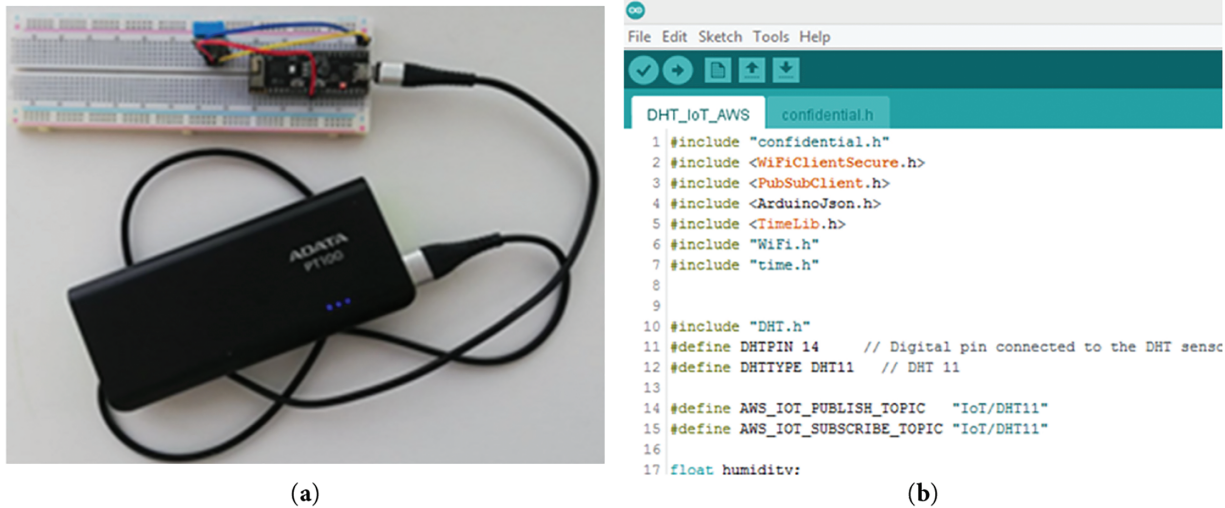 ADATA
PT100
File Edit Sketch Tools Help
DHT_IoT_AWS confidential.h
1 #include "confidential.h"
2 #include <WiFiClientSecure.h>
3 #include <PubSubClient.h>
4 #include <ArduinoJson.h>
5 #include <TimeLib.h>
6 #include "WiFi.h"
7 #include "time.h"
8
9
10 #include "DHT.h"
11 #define DHTPIN 14 // Digital pin connected to the DHT senso
12 #define DHTTYPE DHT11 // DHT 11
13
14 #define AWS_IOT_PUBLISH_TOPIC "IoT/DHT11"
15 #define AWS_IOT_SUBSCRIBE_TOPIC "IoT/DHT11"
16
17 float humidity;
(a) (b)